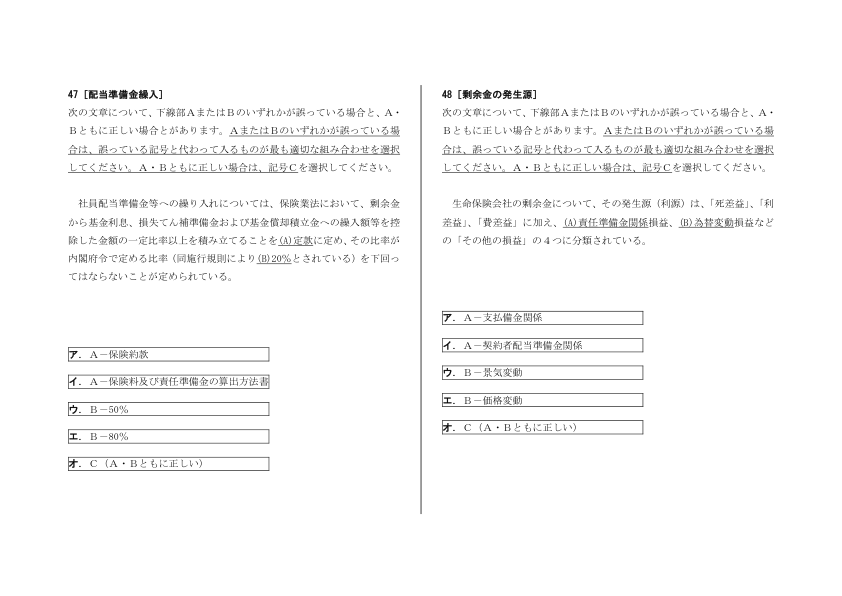 47［配当準備金繰入］
次の文章について、下線部ＡまたはＢのいずれかが誤っている場合と、Ａ・
Ｂともに正しい場合とがあります。ＡまたはＢのいずれかが誤っている場
合は、誤っている記号と代わって入るものが最も適切な組み合わせを選択
してください。Ａ・Ｂともに正しい場合は、記号Ｃを選択してください。
社員配当準備金等への繰り入れについては、保険業法において、剰余金
から基金利息、損失てん補準備金および基金償却積立金への繰入額等を控
除した金額の一定比率以上を積み立てることを(A)定款に定め、その比率が
内閣府令で定める比率（同施行規則により(B)20％とされている）を下回っ
てはならないことが定められている。
ア．Ａ－保険約款
イ．Ａ－保険料及び責任準備金の算出方法書
ウ．Ｂ－50％
エ．Ｂ－80％
オ．Ｃ（Ａ・Ｂともに正しい）
48［剰余金の発生源］
次の文章について、下線部ＡまたはＢのいずれかが誤っている場合と、Ａ・
Ｂともに正しい場合とがあります。ＡまたはＢのいずれかが誤っている場
合は、誤っている記号と代わって入るものが最も適切な組み合わせを選択
してください。Ａ・Ｂともに正しい場合は、記号Ｃを選択してください。
生命保険会社の剰余金について、その発生源（利源）は、「死差益」、「利
差益」、「費差益」に加え、(A)責任準備金関係損益、(B)為替変動損益など
の「その他の損益」の４つに分類されている。
ア．Ａ－支払備金関係
イ．Ａ－契約者配当準備金関係
ウ．Ｂ－景気変動
エ．Ｂ－価格変動
オ．Ｃ（Ａ・Ｂともに正しい）